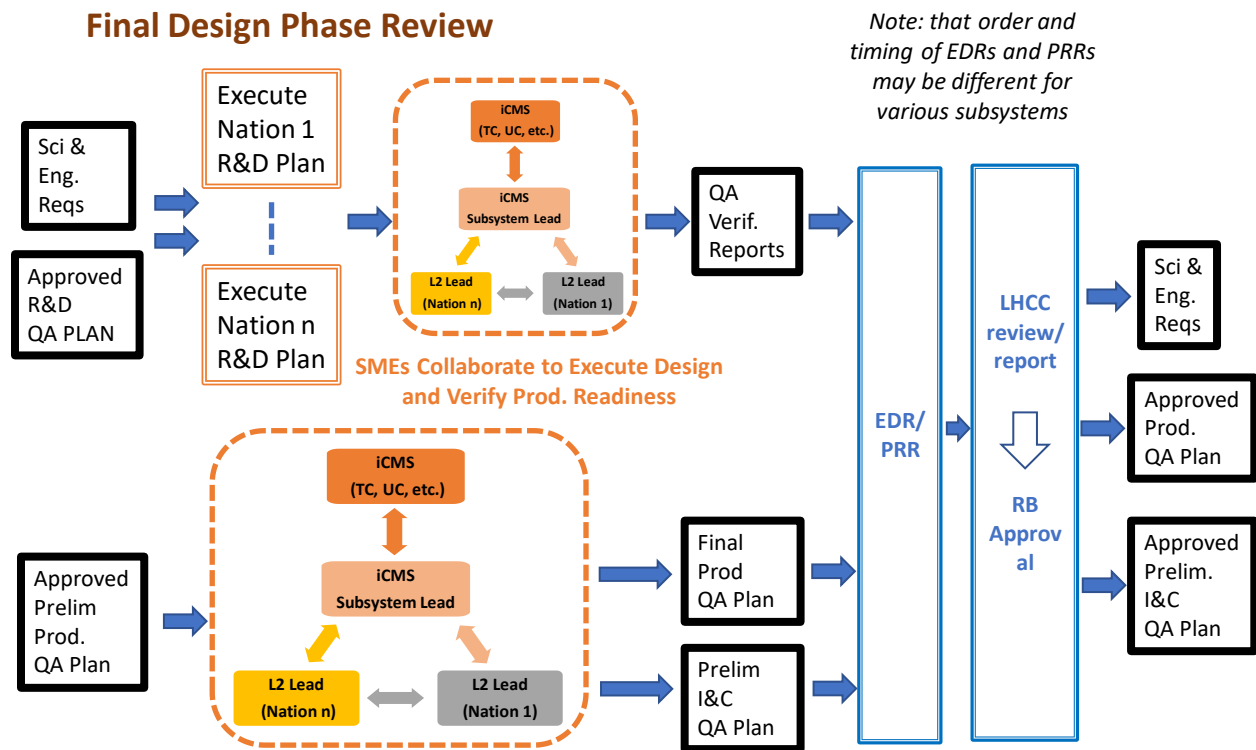 Final Design Phase Review
Note: that order and
timing of EDRs and PRRs
may be different for
various subsystems
Sci &
Eng.
Reqs
Approved
R&D
QA PLAN
Execute
Nation 1
R&D Plan
Execute
Nation n
R&D Plan
iCMS
(TC, UC, etc.)
iCMS
Subsystem Lead
L2 Lead
(Nation n)
L2 Lead
(Nation 1)
SMEs Collaborate to Execute Design
and Verify Prod. Readiness
QA
Verif.
Reports
Approved
Prelim
Prod.
QA Plan
iCMS
(TC, UC, etc.)
iCMS
Subsystem Lead
L2 Lead
(Nation n)
L2 Lead
(Nation 1)
Final
Prod
QA Plan
Prelim
I&C
QA Plan
EDR/
PRR
LHCC
review/
report
RB
Approv
al
Sci &
Eng.
Reqs
Approved
Prod.
QA Plan
Approved
Prelim.
I&C
QA Plan